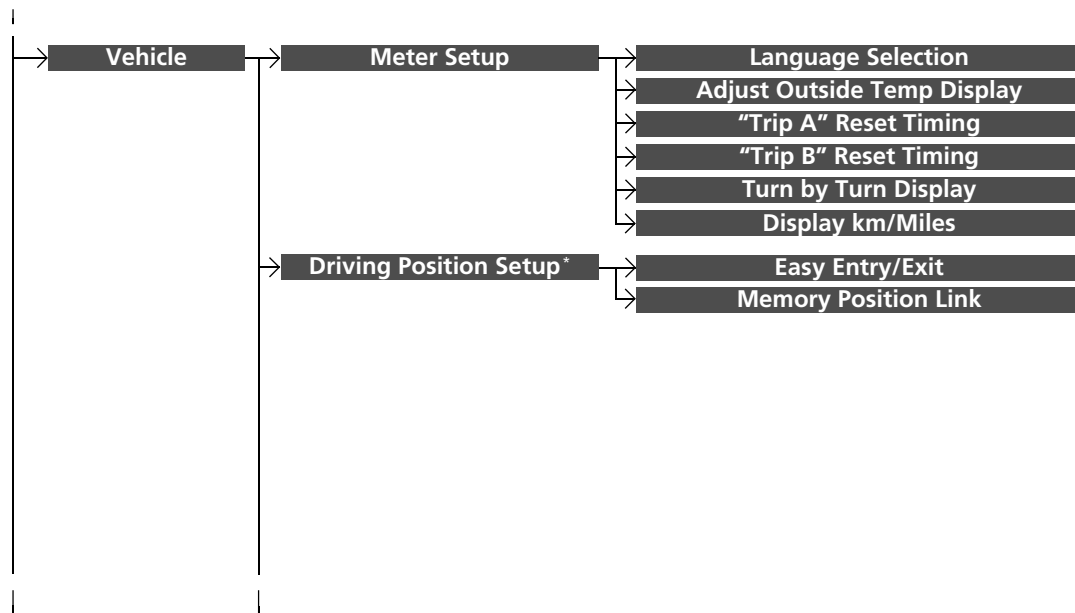 Vehicle
Meter Setup
Language Selection
Adjust Outside Temp Display
“Trip A” Reset Timing
“Trip B” Reset Timing
Turn by Turn Display
Display km/Miles
Driving Position Setup*
Easy Entry/Exit
Memory Position Link